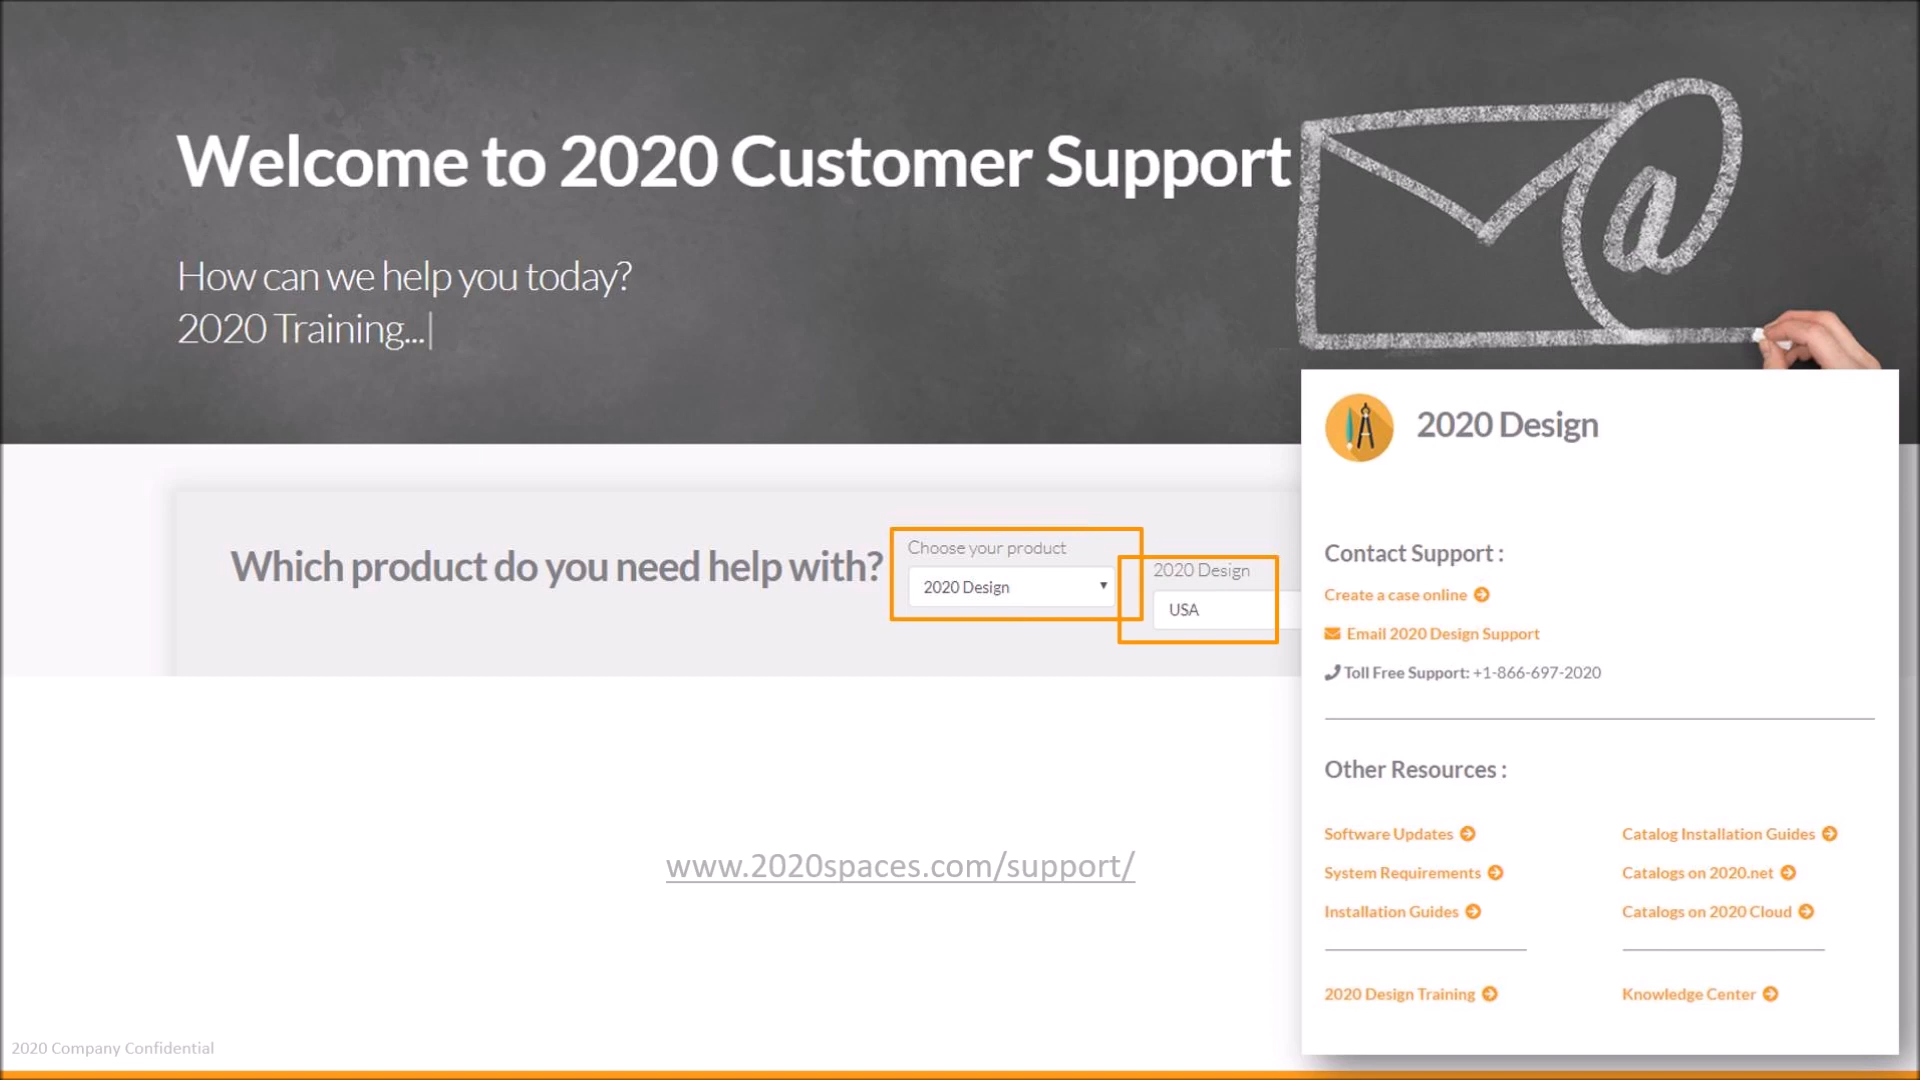 Welcome to 2020 Customer Support
How can we help you today?
2020 Training...|
Which product do you need help with?
Choose your product
2020 Design
2020 Design
USA
2020 Design
Contact Support :
Create a case online
Email 2020 Design Support
Toll Free Support: +1-866-697-2020
Other Resources :
Software Updates
Catalog Installation Guides
System Requirements
Catalogs on 2020.net
Installation Guides
Catalogs on 2020 Cloud
2020 Design Training
Knowledge Center
www.2020spaces.com/support/
2020 Company Confidential